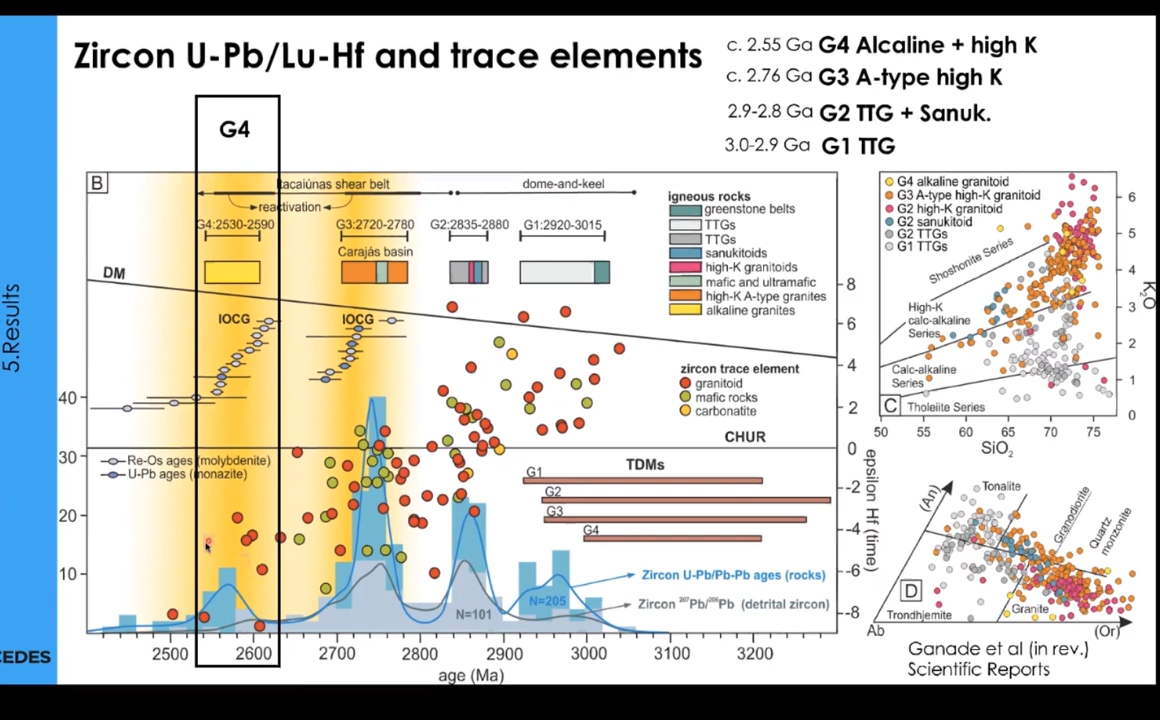 Zircon U-Pb/Lu-Hf and trace elements
c. 2.55 Ga G4 Alcaline + high K
c. 2.76 Ga G3 A-type high K
2.9-2.8 Ga G2 TTG + Sanuk.
3.0-2.9 Ga G1 TTG
5.Results
CEDES
G4
B
Itacaiúnas shear belt
dome-and-keel
reactivation
G4:2530-2590
G3:2720-2780
G2:2835-2880
G1:2920-3015
Carajás basin
DM
IOCG
IOCG
igneous rocks
greenstone belts
TTGs
TTGs
sanukitoids
high-K granitoids
mafic and ultramafic
high-K A-type granites
alkaline granites
zircon trace element
granitoid
mafic rocks
carbonatite
CHUR
Re-Os ages (molybdenite)
U-Pb ages (monazite)
TDMs
G1
G2
G3
G4
Zircon U-Pb/Pb-Pb ages (rocks)
Zircon ²⁰⁷Pb/²⁰⁶Pb (detrital zircon)
N=205
N=101
40
30
20
10
8
6
4
2
0
-2
-4
-6
-8
epsilon Hf (time)
2500
2600
2700
2800
2900
3000
3100
3200
age (Ma)
G4 alkaline granitoid
G3 A-type high-K granitoid
G2 high-K granitoid
G2 sanukitoid
G2 TTGs
G1 TTGs
Shoshonite Series
High-K
calc-alkaline
Series
Calc-alkaline
Series
C
Tholeiite Series
6
5
4
3
2
1
0
K₂O
50
55
60
65
70
75
SiO₂
(An)
Tonalite
Granodiorite
Quartz
monzonite
D
Trondhjemite
Granite
Ab
(Or)
Ganade et al (in rev.)
Scientific Reports